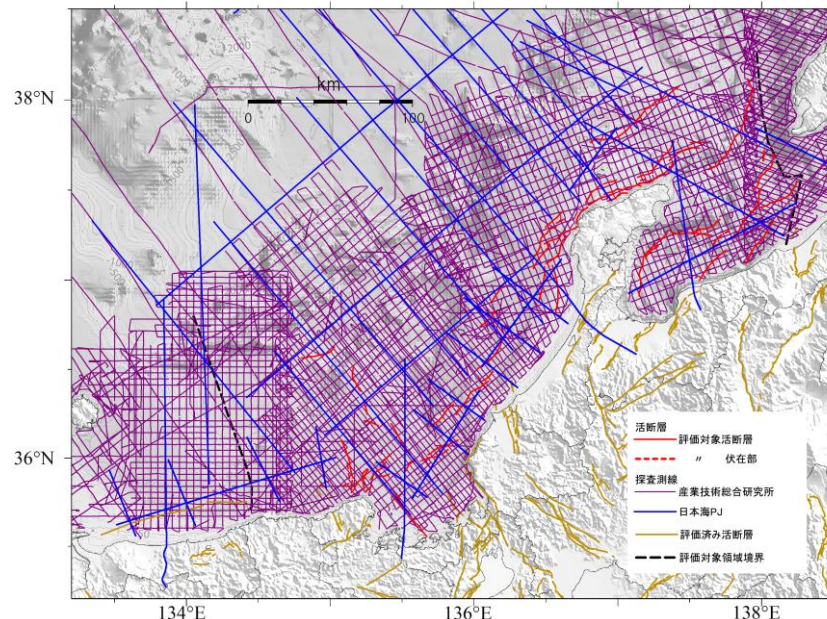 38°N
km
0
100
36°N
134°E
136°E
138°E
活断層
評価対象活断層
〃 伏在部
探査測線
産業技術総合研究所
日本海PJ
評価済み活断層
評価対象領域境界